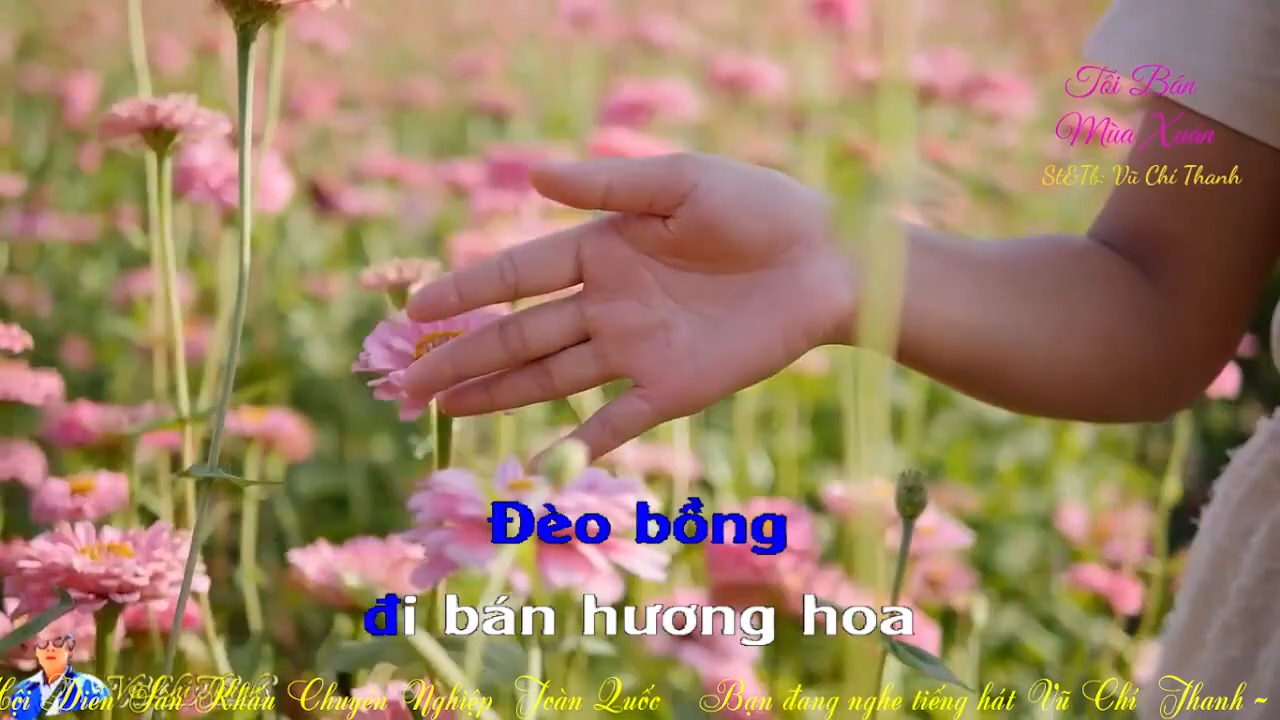 Tôi Bán
Mùa Xuân
St&Tb: Vũ Chí Thanh
Đèo bồng
đi bán hương hoa
Diễn Sân Khấu Chuyên Nghiệp Toàn Quốc Bạn đang nghe tiếng hát Vũ Chí Thanh ~